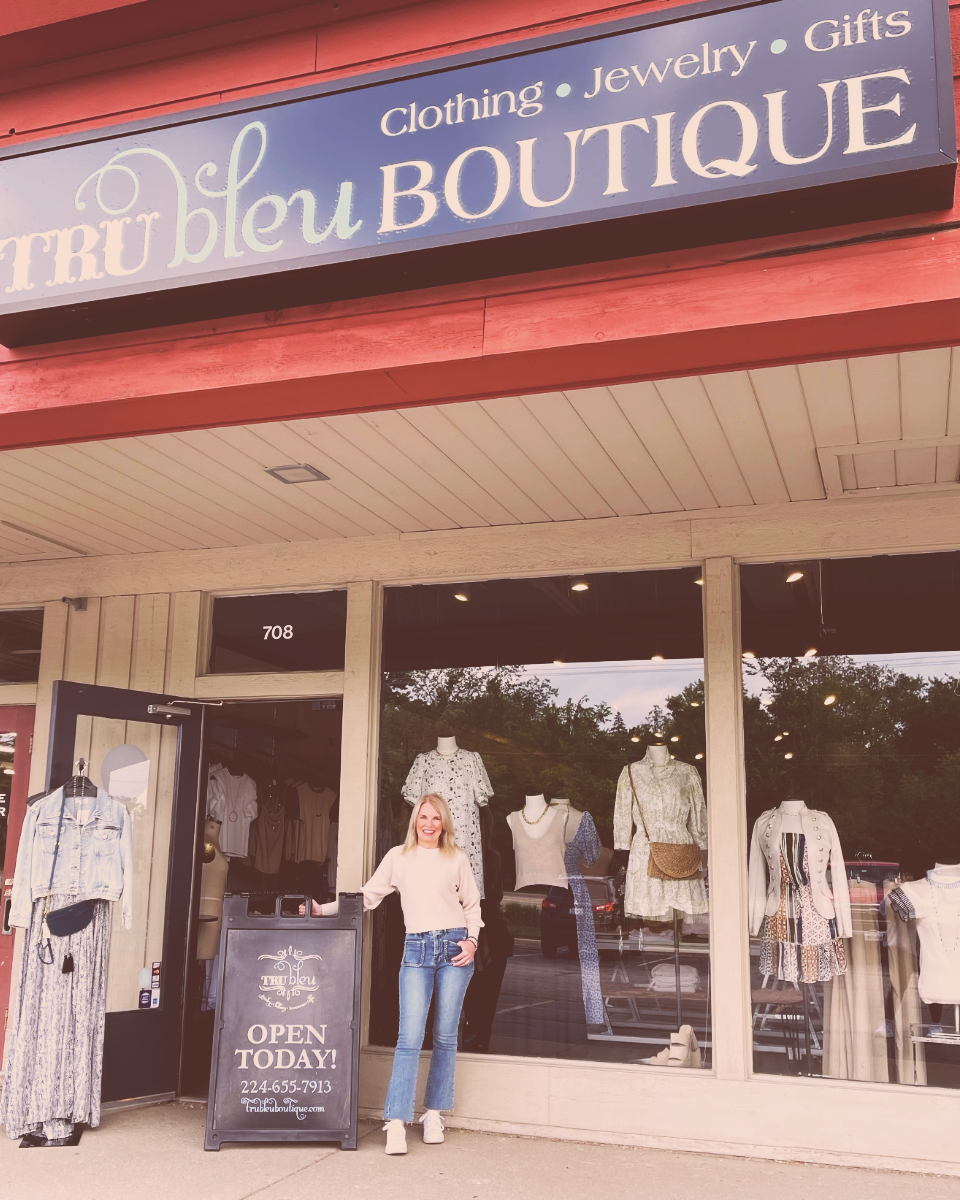 Clothing • Jewelry • Gifts
TRU bleu BOUTIQUE
708
TRU bleu
OPEN
TODAY!
224-655-7913
trubleuboutique.com